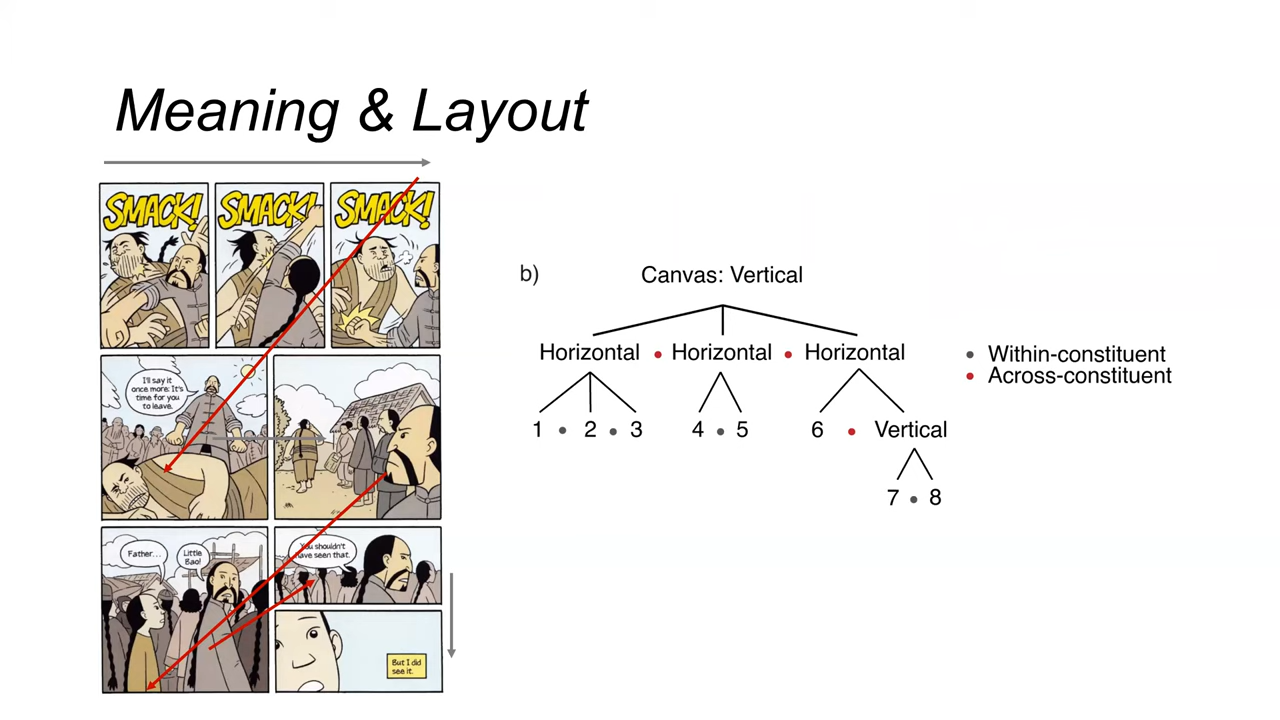 Meaning & Layout
SMACK!
SMACK!
SMACK!
I'll say it
once more: It's
time for you
to leave.
Father...
Little
Bao!
You shouldn't
have seen that.
But I did
see it.
b)
Canvas: Vertical
Horizontal • Horizontal • Horizontal
1 • 2 • 3
4 • 5
6 • Vertical
7 • 8
• Within-constituent
• Across-constituent